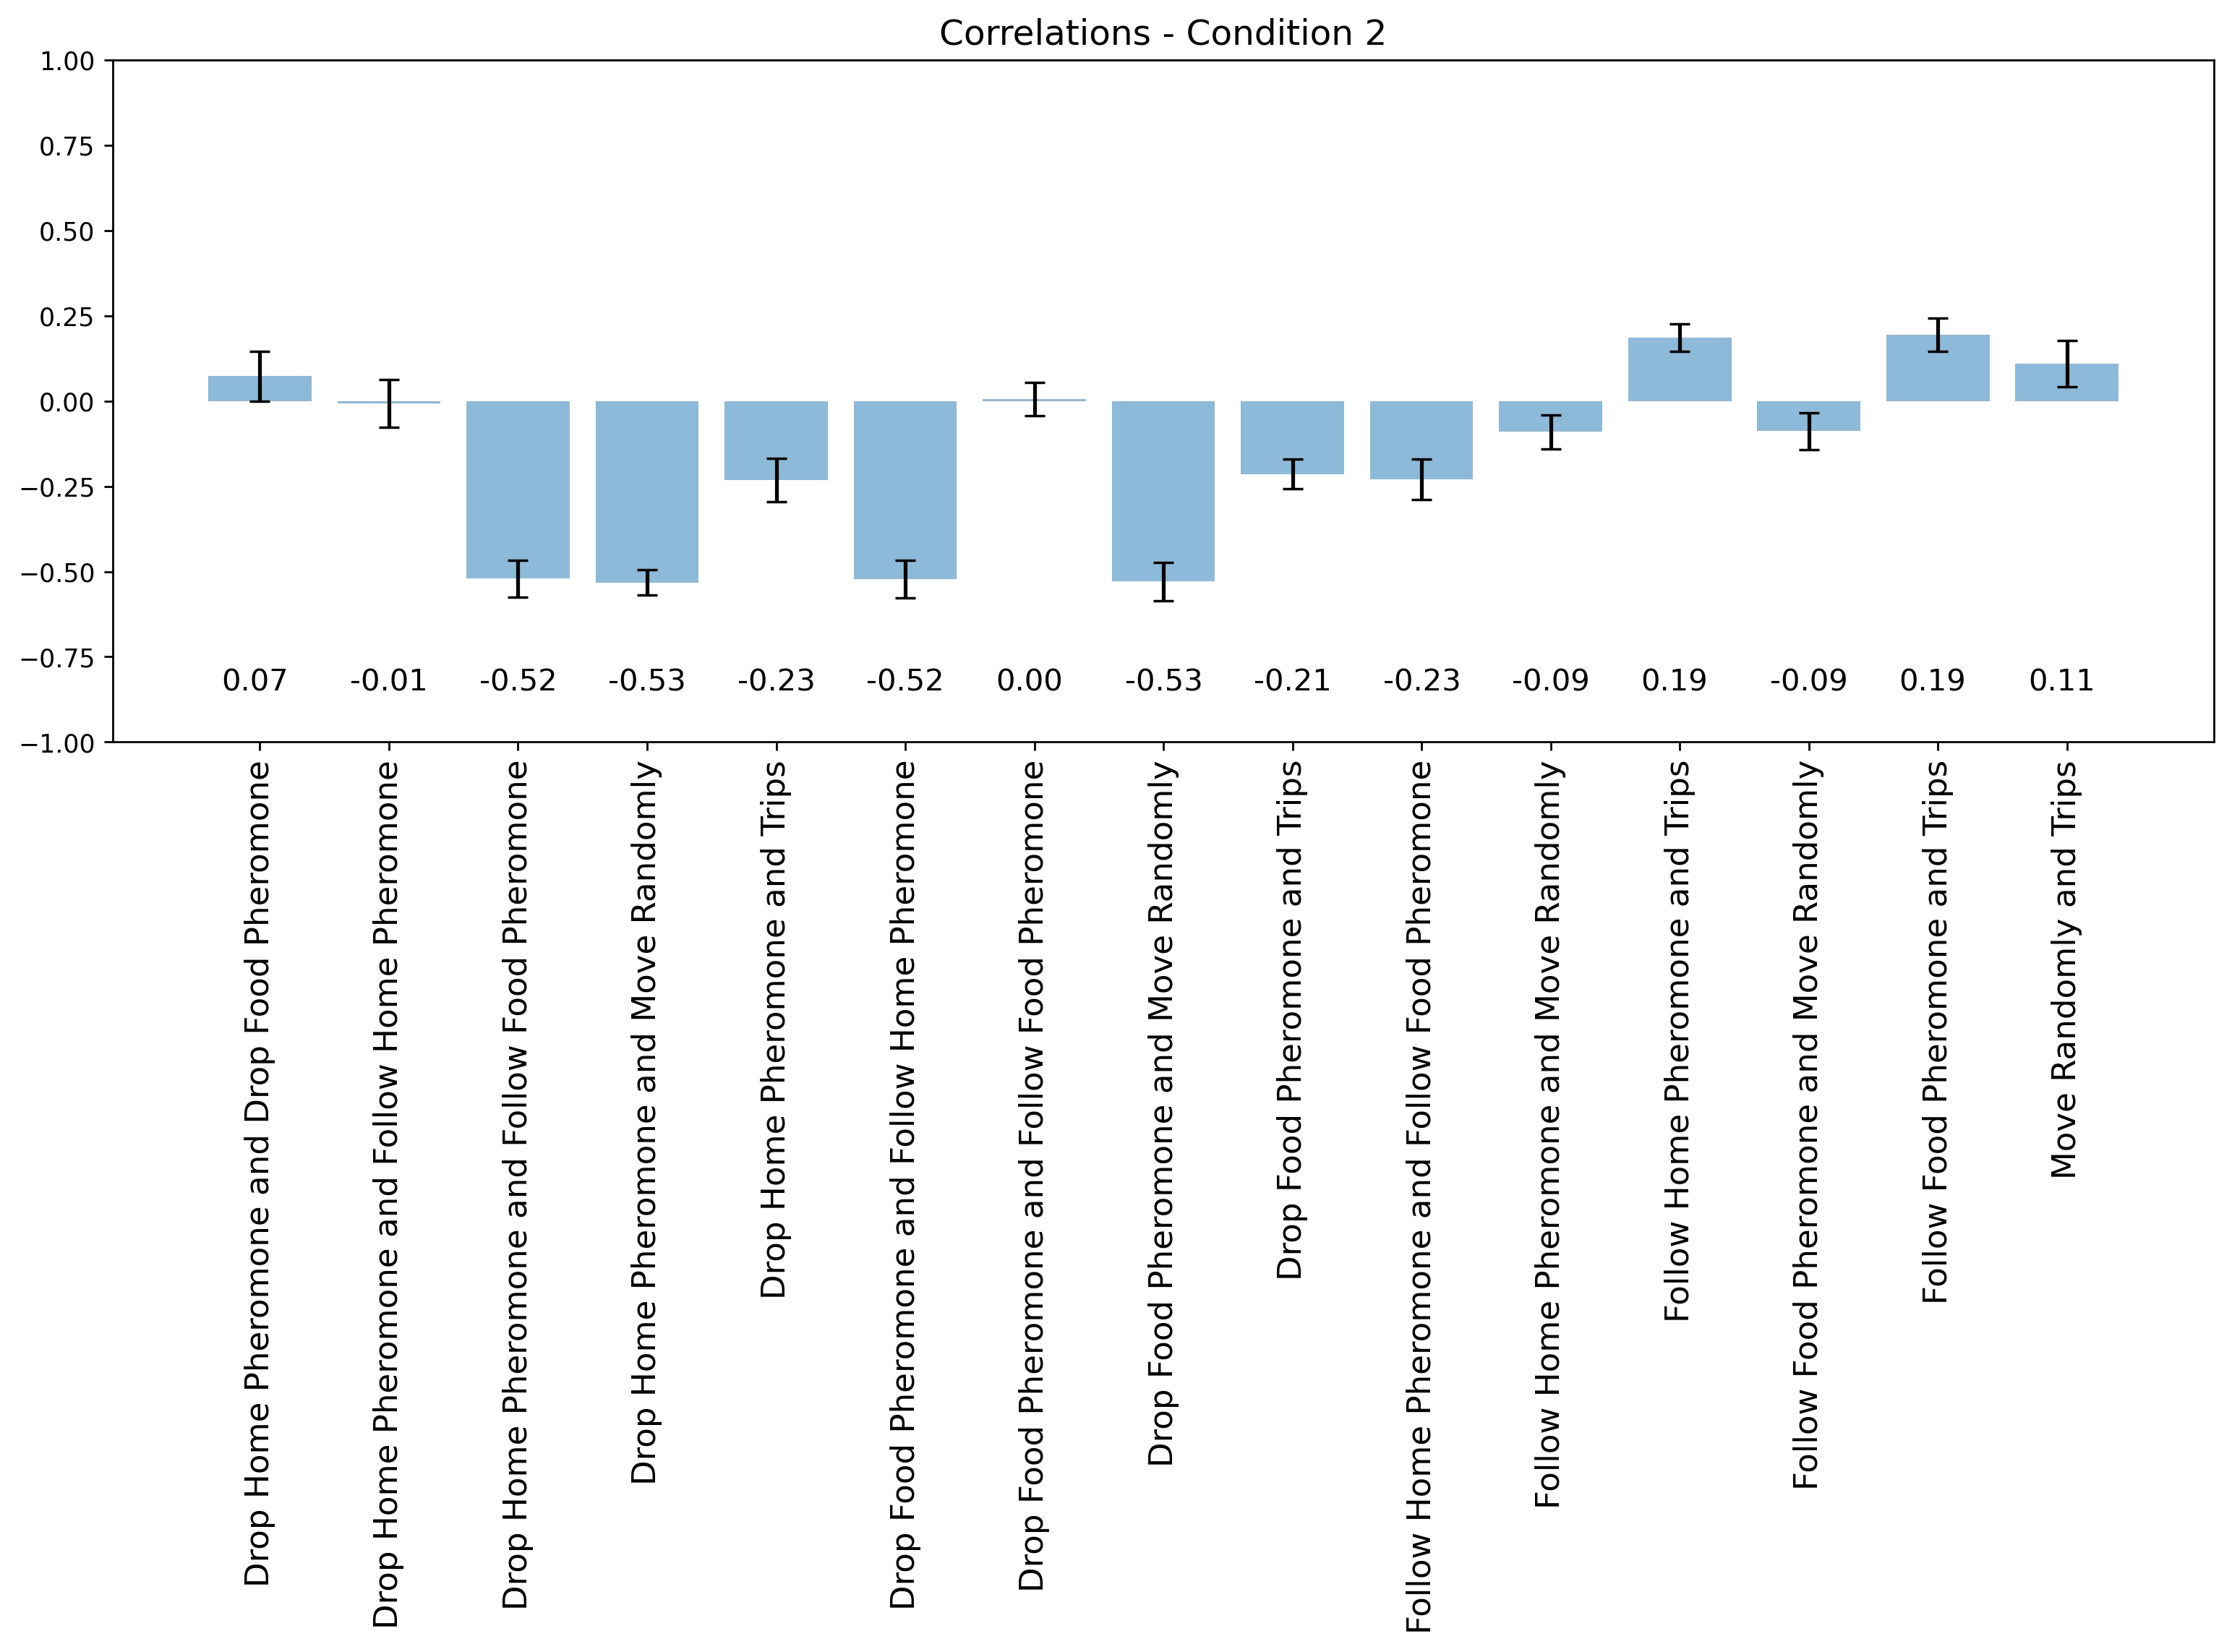 Correlations - Condition 2
1.00
0.75
0.50
0.25
0.00
−0.25
−0.50
−0.75
−1.00
0.07 -0.01 -0.52 -0.53 -0.23 -0.52 0.00 -0.53 -0.21 -0.23 -0.09 0.19 -0.09 0.19 0.11
Drop Home Pheromone and Drop Food Pheromone
Drop Home Pheromone and Follow Home Pheromone
Drop Home Pheromone and Follow Food Pheromone
Drop Home Pheromone and Move Randomly
Drop Home Pheromone and Trips
Drop Food Pheromone and Follow Home Pheromone
Drop Food Pheromone and Follow Food Pheromone
Drop Food Pheromone and Move Randomly
Drop Food Pheromone and Trips
Follow Home Pheromone and Follow Food Pheromone
Follow Home Pheromone and Move Randomly
Follow Home Pheromone and Trips
Follow Food Pheromone and Move Randomly
Follow Food Pheromone and Trips
Move Randomly and Trips